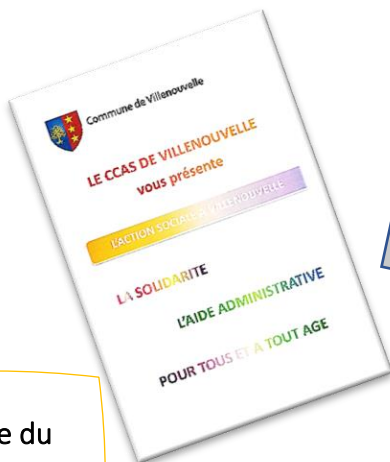 Commune de Villenouvelle
LE CCAS DE VILLENOUVELLE
vous présente
L'ACTION SOCIALE A VILLENOUVELLE
LA SOLIDARITE
L'AIDE ADMINISTRATIVE
POUR TOUS ET A TOUT AGE
e du